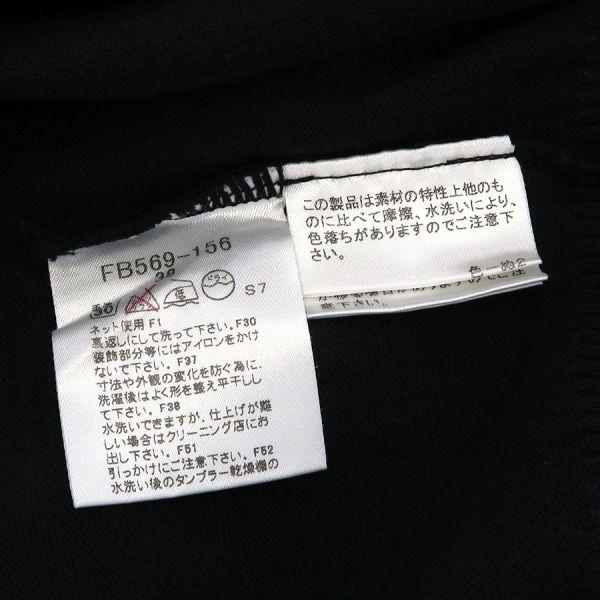 FB569-156
38
ドライ
S7
ネット使用 F1
裏返しにして洗って下さい。F30
装飾部分等にはアイロンをかけ
ないで下さい。F37
寸法や外観の変化を防ぐ為に、
洗濯後はよく形を整え平干しし
て下さい。F38
水洗いできますが、仕上げが難
しい場合はクリーニング店にお
出し下さい。F51
引っかけにご注意下さい。F52
水洗い後のタンブラー乾燥機の
この製品は素材の特性上他のも
のに比べて摩擦、水洗いにより、
色落ちがありますのでご注意下
さい。